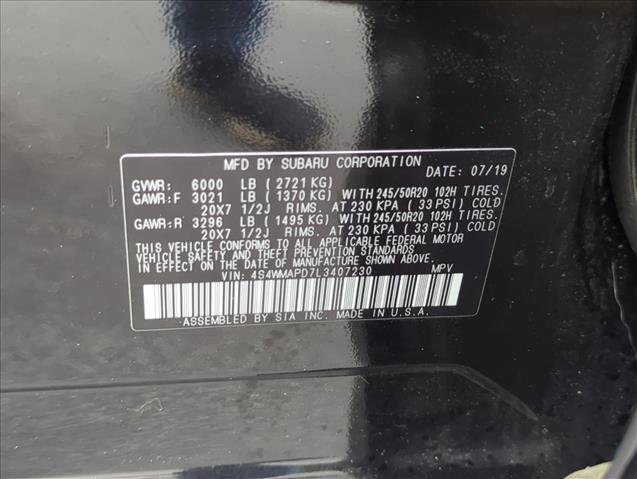 MFD BY SUBARU CORPORATION DATE: 07/19
GVWR: 6000 LB (2721 KG)
GAWR:F 3021 LB (1370 KG) WITH 245/50R20 102H TIRES.
20X7 1/2J RIMS. AT 230 KPA (33 PSI) COLD
GAWR:R 3296 LB (1495 KG) WITH 245/50R20 102H TIRES.
20X7 1/2J RIMS. AT 230 KPA (33 PSI) COLD
THIS VEHICLE CONFORMS TO ALL APPLICABLE FEDERAL MOTOR
VEHICLE SAFETY AND THEFT PREVENTION STANDARDS
IN EFFECT ON THE DATE OF MANUFACTURE SHOWN ABOVE.
VIN: 4S4WMAPD7L3407230 MPV
ASSEMBLED BY SIA INC. MADE IN U.S.A.